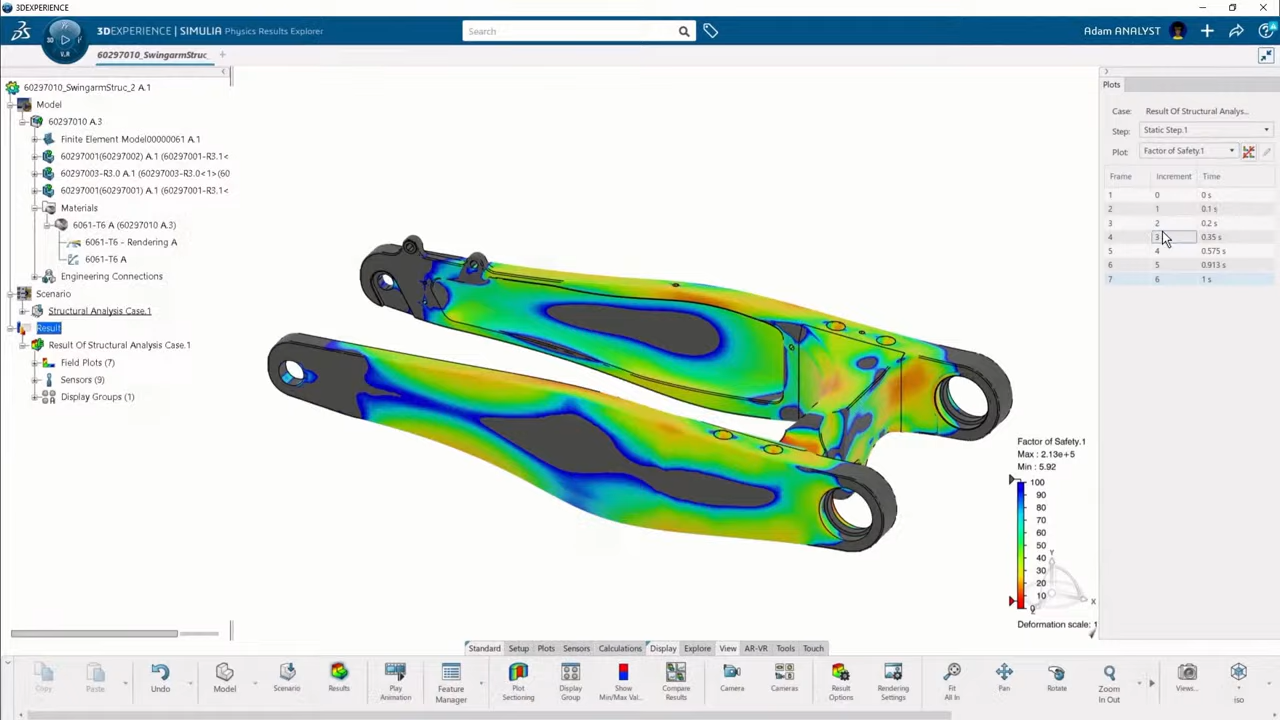 3DEXPERIENCE
3DEXPERIENCE | SIMULIA Physics Results Explorer
Search
Adam ANALYST
3D
V.R
60297010_SwingarmStruc_
60297010_SwingarmStruc_2 A.1
Model
60297010 A.3
Finite Element Model00000061 A.1
60297001(60297002) A.1 (60297001-R3.1<
60297003-R3.0 A.1 (60297003-R3.0<1>(60
60297001(60297001) A.1 (60297001-R3.1<
Materials
6061-T6 A (60297010 A.3)
6061-T6 - Rendering A
6061-T6 A
Engineering Connections
Scenario
Structural Analysis Case.1
Result
Result Of Structural Analysis Case.1
Field Plots (7)
Sensors (9)
Display Groups (1)
Plots
Case: Result Of Structural Analys...
Step: Static Step.1
Plot: Factor of Safety.1
Frame Increment Time
1 0 0 s
2 1 0.1 s
3 2 0.2 s
4 3 0.35 s
5 4 0.575 s
6 5 0.913 s
7 6 1 s
Factor of Safety.1
Max : 2.13e+5
Min : 5.92
100
90
80
70
60
50
40
30
20
10
0
Y
X
Z
Deformation scale: 1
Standard Setup Plots Sensors Calculations Display Explore View AR-VR Tools Touch
Copy
Paste
Undo
Model
Scenario
Results
Play
Animation
Feature
Manager
Plot
Sectioning
Display
Group
Show
Min/Max Val...
Compare
Results
Camera
Cameras
Result
Options
Rendering
Settings
Fit
All In
Pan
Rotate
Zoom
In Out
Views...
iso